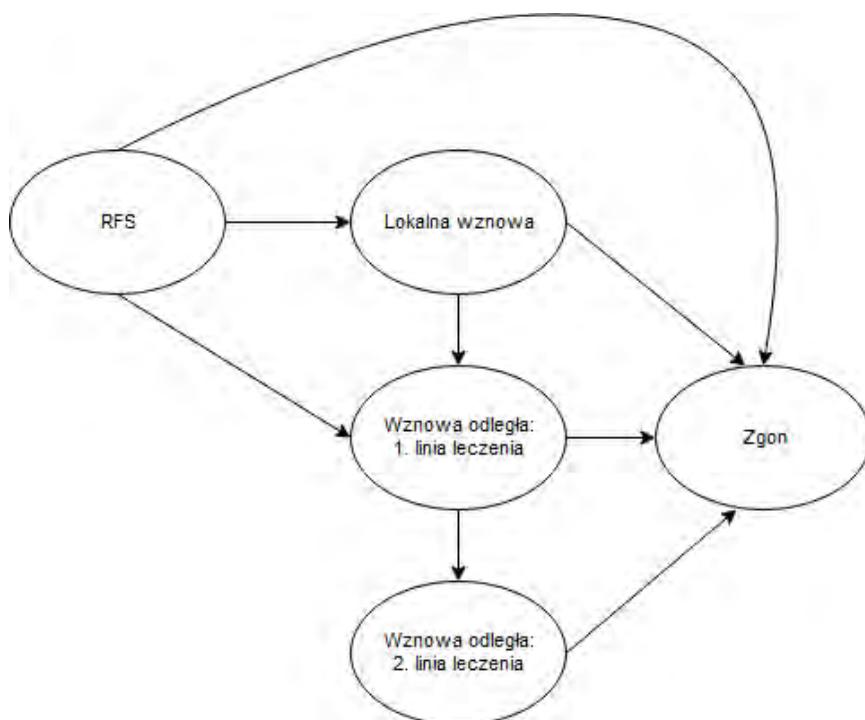 RFS
Lokalna wznowa
Wznowa odległa:
1. linia leczenia
Zgon
Wznowa odległa:
2. linia leczenia